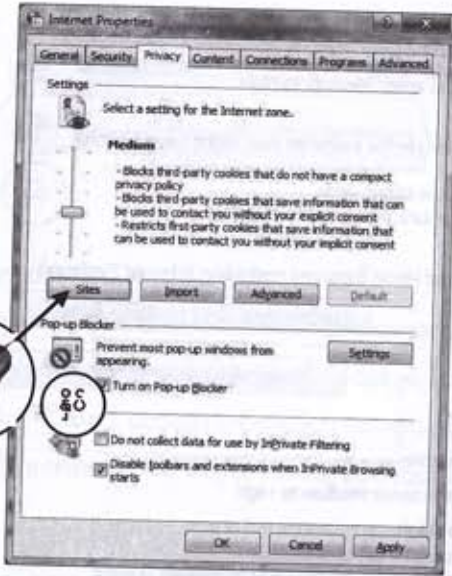 Internet Properties
General Security Privacy Content Connections Programs Advanced
Settings
Select a setting for the Internet zone.
Medium
- Blocks third-party cookies that do not have a compact
privacy policy
- Blocks third-party cookies that save information that can
be used to contact you without your explicit consent
- Restricts first-party cookies that save information that
can be used to contact you without your implicit consent
Sites Import Advanced Default
Pop-up Blocker
Prevent most pop-up windows from
appearing.
Settings
Turn on Pop-up Blocker
နှိပ်
Do not collect data for use by InPrivate Filtering
Disable toolbars and extensions when InPrivate Browsing
starts
OK Cancel Apply